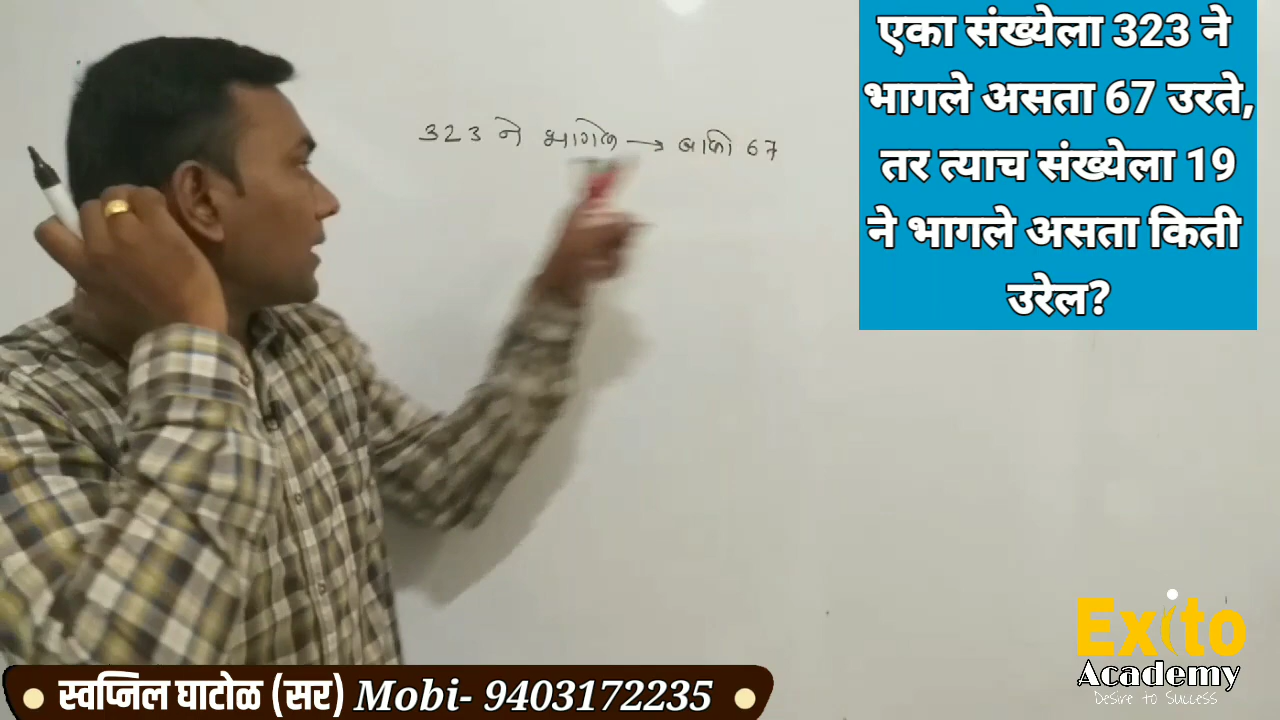 एका संख्येला 323 ने
भागले असता 67 उरते,
तर त्याच संख्येला 19
ने भागले असता किती
उरेल?
323 ने भागले → बाकी 67
Exito
Academy
Desire to Success
स्वप्निल घाटोळ (सर) Mobi- 9403172235